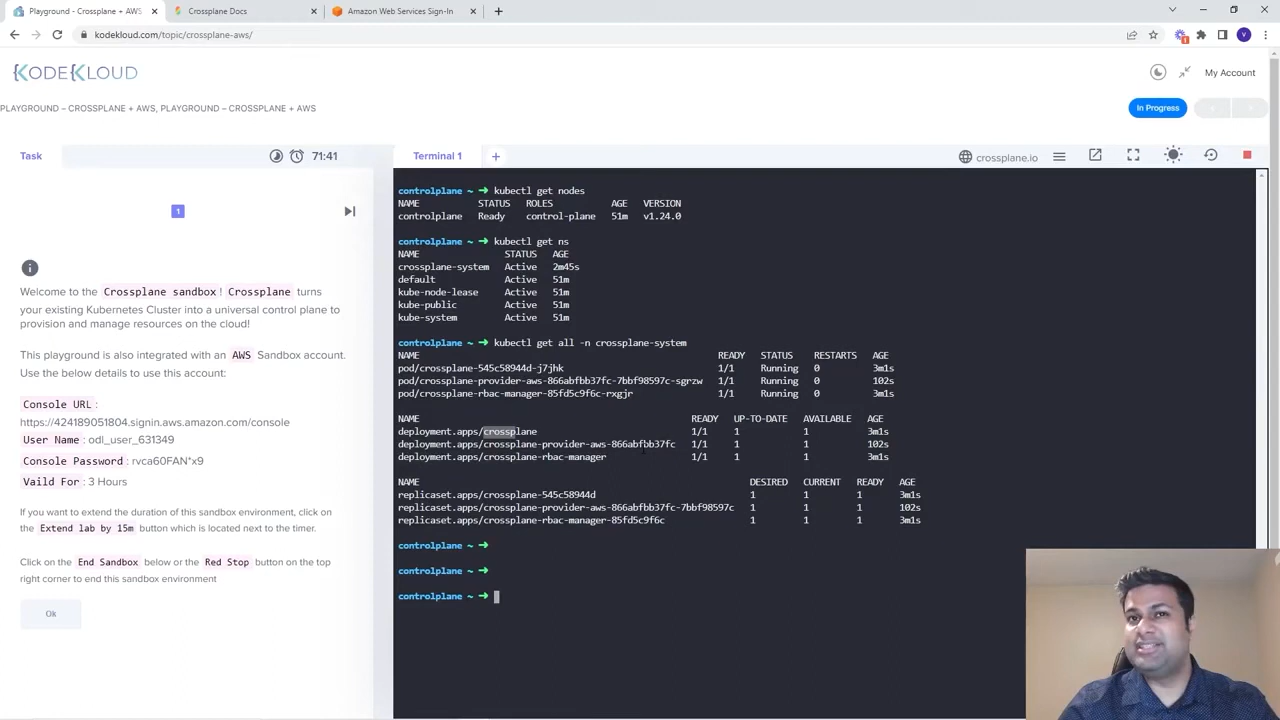 Playground - Crossplane + AWS
Crossplane Docs
Amazon Web Services Sign-In
kodekloud.com/topic/crossplane-aws/
V
KODEKLOUD
My Account
PLAYGROUND – CROSSPLANE + AWS, PLAYGROUND – CROSSPLANE + AWS
In Progress
Task
71:41
Terminal 1
crossplane.io
1
Welcome to the Crossplane sandbox! Crossplane turns
your existing Kubernetes Cluster into a universal control plane to
provision and manage resources on the cloud!
This playground is also integrated with an AWS Sandbox account.
Use the below details to use this account:
Console URL :
https://424189051804.signin.aws.amazon.com/console
User Name : odl_user_631349
Console Password : rvca60FAN*x9
Vaild For : 3 Hours
If you want to extend the duration of this sandbox environment, click on
the Extend lab by 15m button which is located next to the timer.
Click on the End Sandbox below or the Red Stop button on the top
right corner to end this sandbox environment
Ok
controlplane ~ ➜ kubectl get nodes
NAME STATUS ROLES AGE VERSION
controlplane Ready control-plane 51m v1.24.0
controlplane ~ ➜ kubectl get ns
NAME STATUS AGE
crossplane-system Active 2m45s
default Active 51m
kube-node-lease Active 51m
kube-public Active 51m
kube-system Active 51m
controlplane ~ ➜ kubectl get all -n crossplane-system
NAME READY STATUS RESTARTS AGE
pod/crossplane-545c58944d-j7jhk 1/1 Running 0 3m1s
pod/crossplane-provider-aws-866abfbb37fc-7bbf98597c-sgrzw 1/1 Running 0 102s
pod/crossplane-rbac-manager-85fd5c9f6c-rxgjr 1/1 Running 0 3m1s
NAME READY UP-TO-DATE AVAILABLE AGE
deployment.apps/crossplane 1/1 1 1 3m1s
deployment.apps/crossplane-provider-aws-866abfbb37fc 1/1 1 1 102s
deployment.apps/crossplane-rbac-manager 1/1 1 1 3m1s
NAME DESIRED CURRENT READY AGE
replicaset.apps/crossplane-545c58944d 1 1 1 3m1s
replicaset.apps/crossplane-provider-aws-866abfbb37fc-7bbf98597c 1 1 1 102s
replicaset.apps/crossplane-rbac-manager-85fd5c9f6c 1 1 1 3m1s
controlplane ~ ➜
controlplane ~ ➜
controlplane ~ ➜